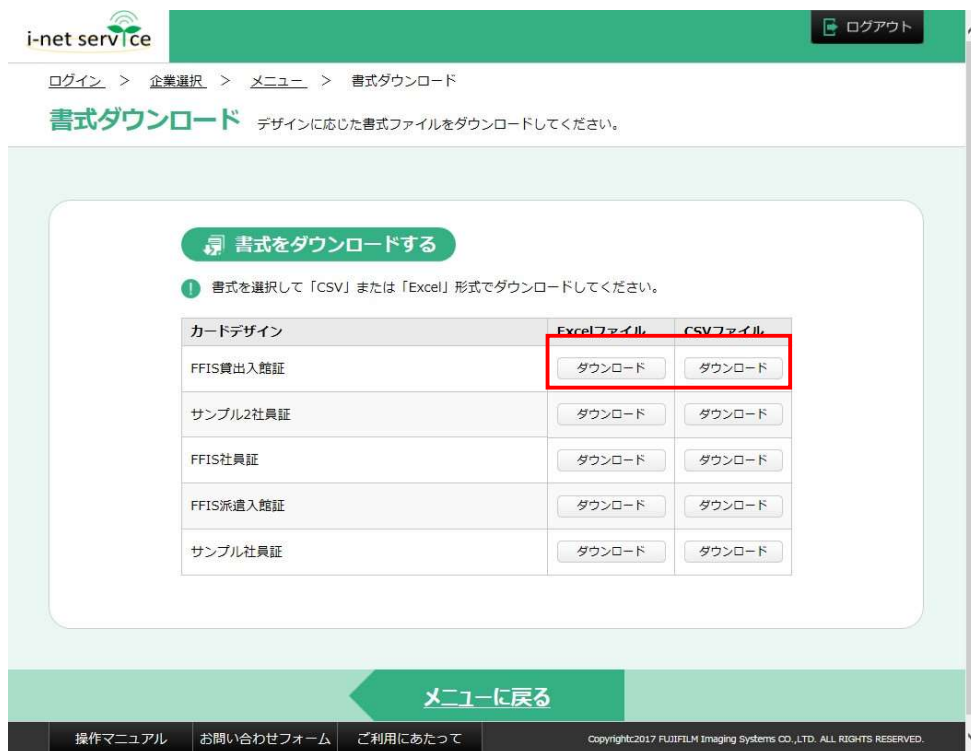 i-net service
ログアウト
ログイン > 企業選択 > メニュー > 書式ダウンロード
書式ダウンロード デザインに応じた書式ファイルをダウンロードしてください。
書式をダウンロードする
! 書式を選択して「CSV」または「Excel」形式でダウンロードしてください。
カードデザイン Excelファイル CSVファイル
FFIS貸出入館証 ダウンロード ダウンロード
サンプル2社員証 ダウンロード ダウンロード
FFIS社員証 ダウンロード ダウンロード
FFIS派遣入館証 ダウンロード ダウンロード
サンプル社員証 ダウンロード ダウンロード
メニューに戻る
操作マニュアル お問い合わせフォーム ご利用にあたって Copyright:2017 FUJIFILM Imaging Systems CO.,LTD. ALL RIGHTS RESERVED.